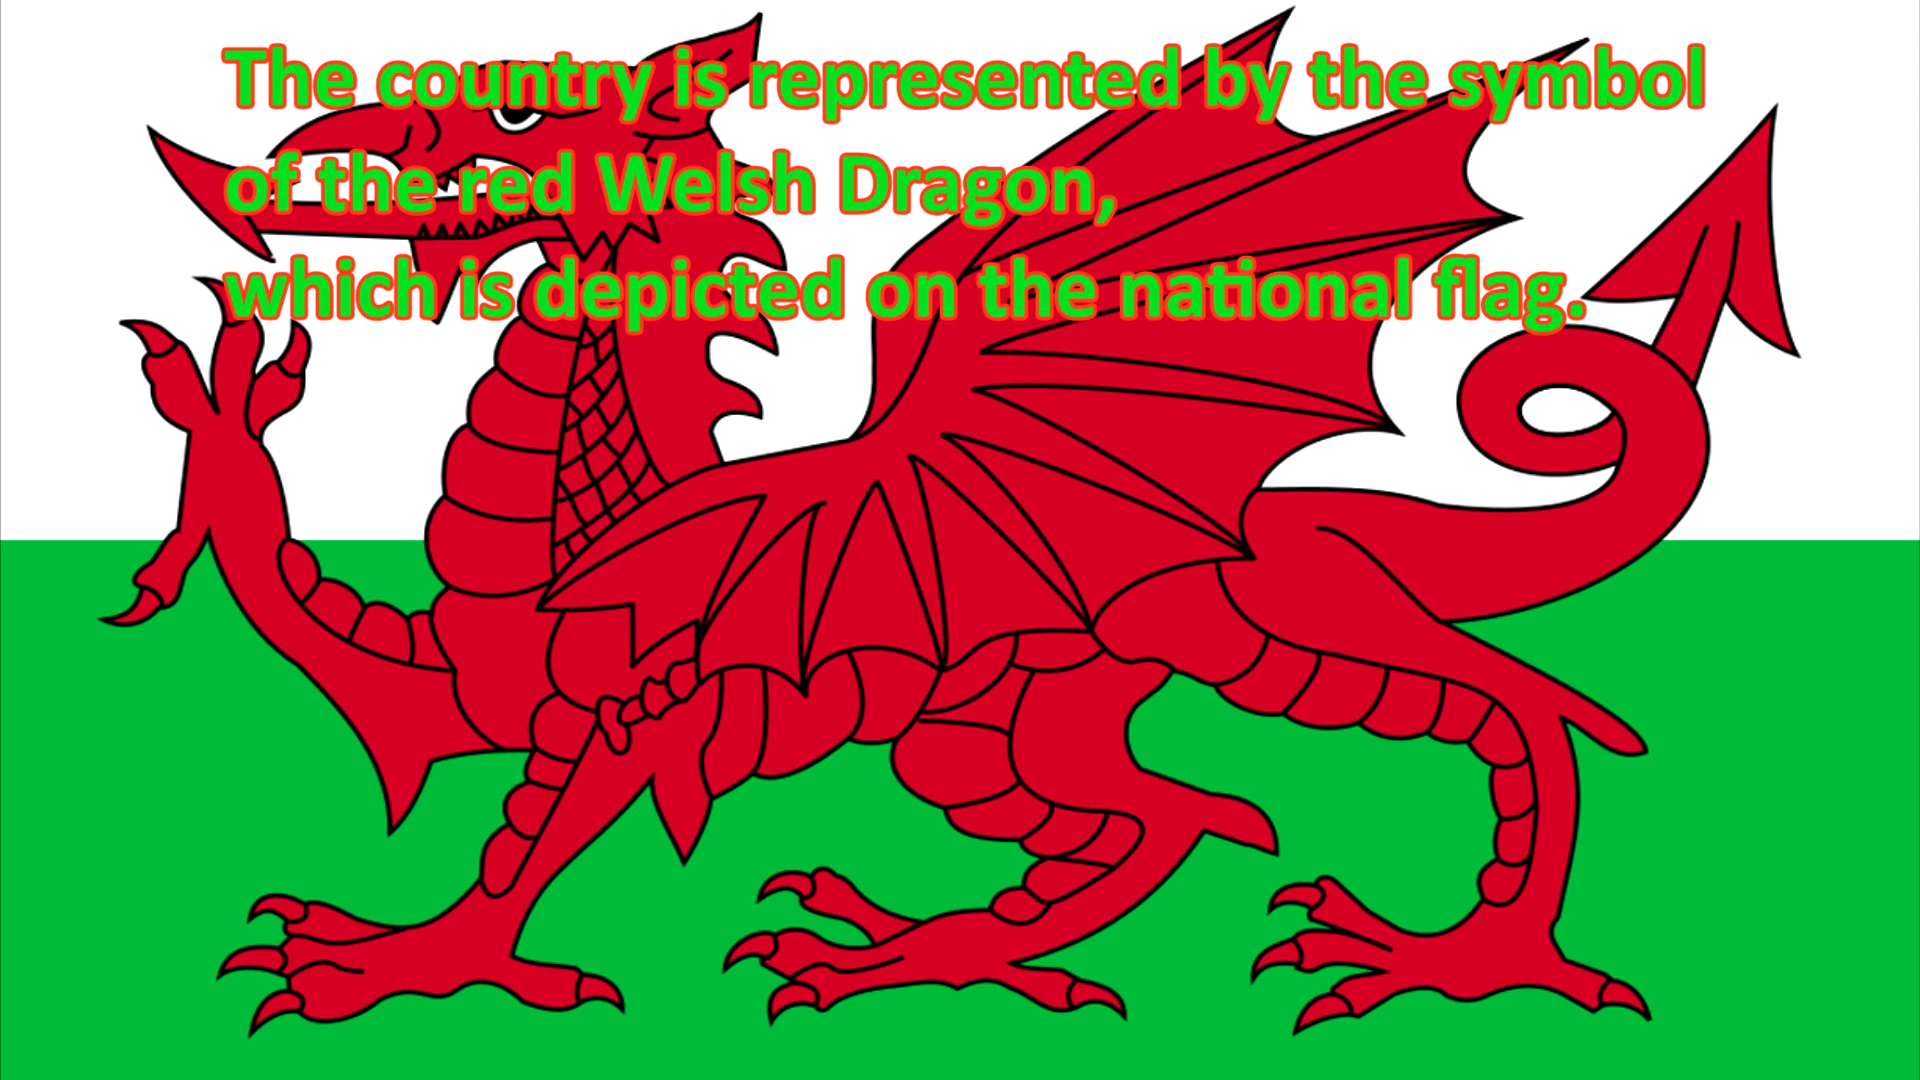 The country is represented by the symbol
of the red Welsh Dragon,
which is depicted on the national flag.